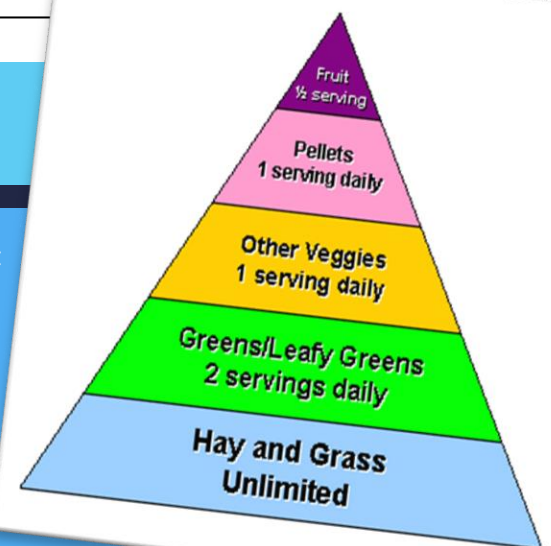 Fruit
½ serving
Pellets
1 serving daily
Other Veggies
1 serving daily
Greens/Leafy Greens
2 servings daily
Hay and Grass
Unlimited